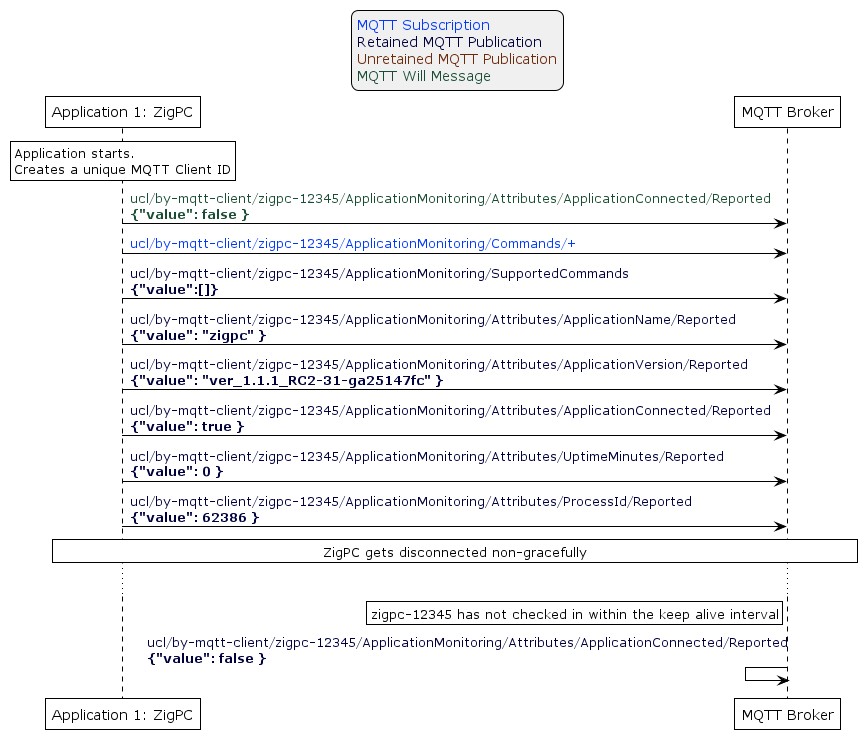 MQTT Subscription
Retained MQTT Publication
Unretained MQTT Publication
MQTT Will Message
Application 1: ZigPC
MQTT Broker
Application starts.
Creates a unique MQTT Client ID
ucl/by-mqtt-client/zigpc-12345/ApplicationMonitoring/Attributes/ApplicationConnected/Reported
{"value": false }
ucl/by-mqtt-client/zigpc-12345/ApplicationMonitoring/Commands/+
ucl/by-mqtt-client/zigpc-12345/ApplicationMonitoring/SupportedCommands
{"value":[]}
ucl/by-mqtt-client/zigpc-12345/ApplicationMonitoring/Attributes/ApplicationName/Reported
{"value": "zigpc" }
ucl/by-mqtt-client/zigpc-12345/ApplicationMonitoring/Attributes/ApplicationVersion/Reported
{"value": "ver_1.1.1_RC2-31-ga25147fc" }
ucl/by-mqtt-client/zigpc-12345/ApplicationMonitoring/Attributes/ApplicationConnected/Reported
{"value": true }
ucl/by-mqtt-client/zigpc-12345/ApplicationMonitoring/Attributes/UptimeMinutes/Reported
{"value": 0 }
ucl/by-mqtt-client/zigpc-12345/ApplicationMonitoring/Attributes/ProcessId/Reported
{"value": 62386 }
ZigPC gets disconnected non-gracefully
zigpc-12345 has not checked in within the keep alive interval
ucl/by-mqtt-client/zigpc-12345/ApplicationMonitoring/Attributes/ApplicationConnected/Reported
{"value": false }
Application 1: ZigPC
MQTT Broker